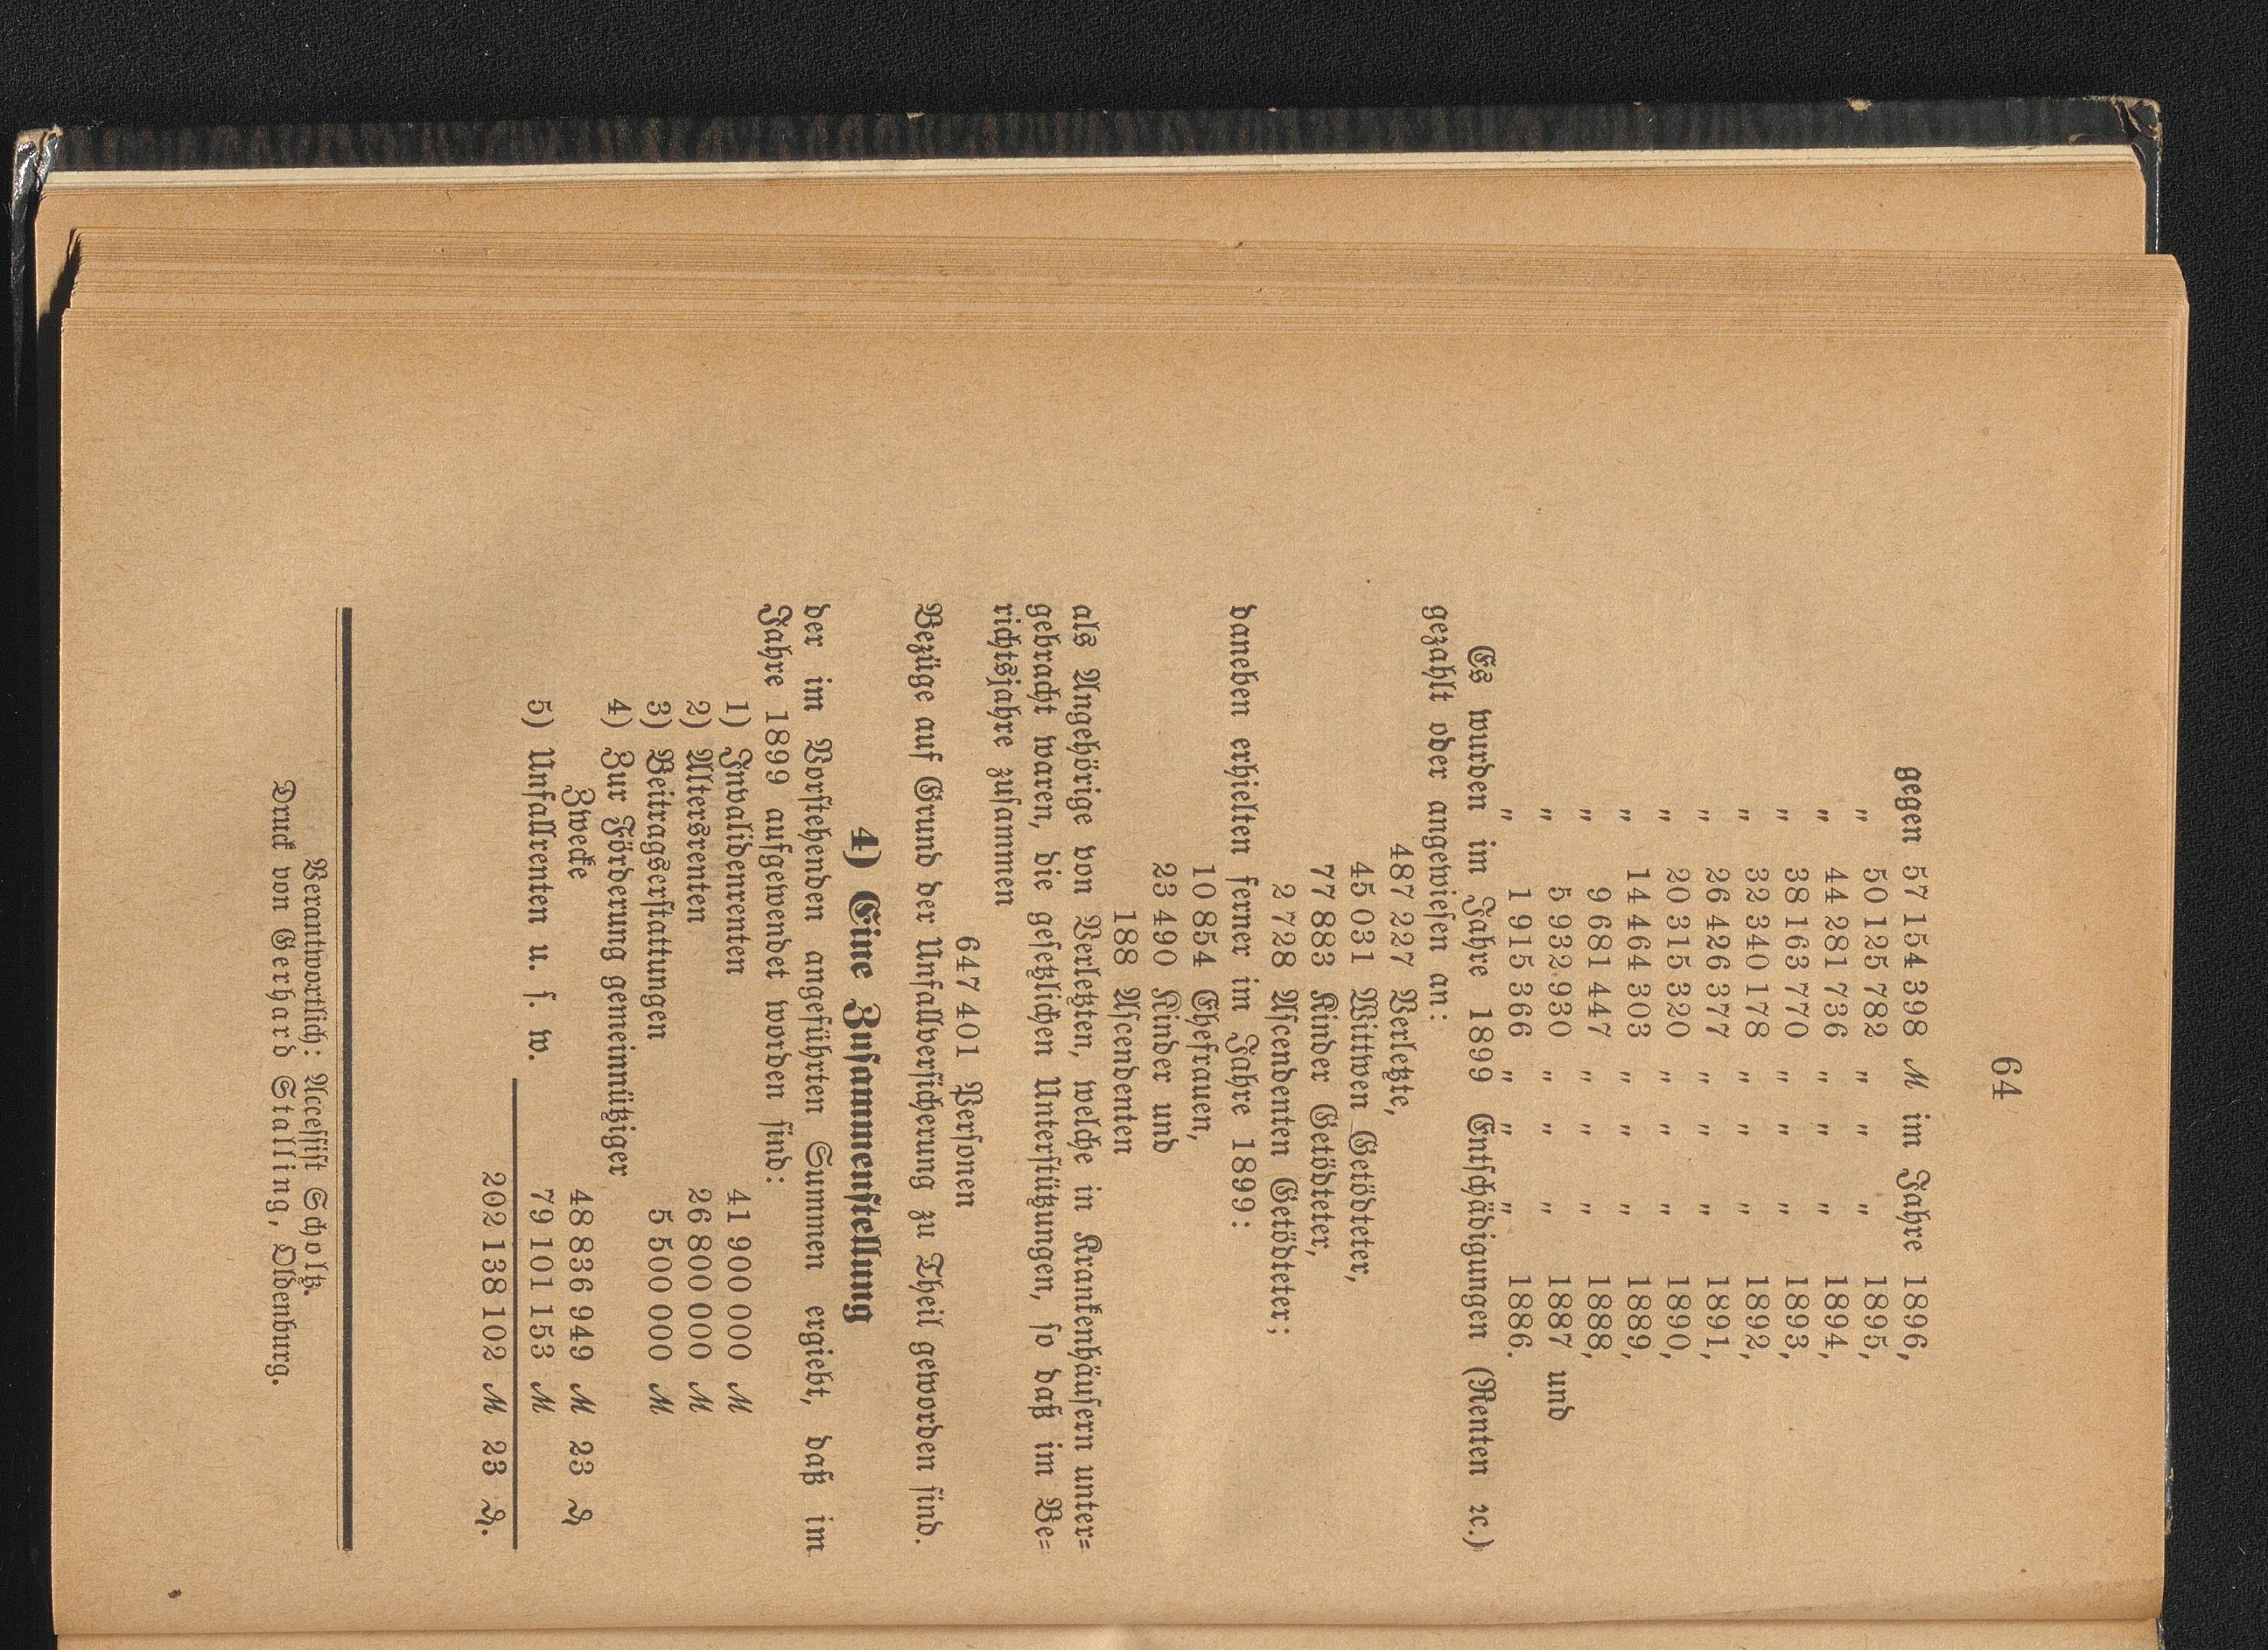 64
gegen 57 154 398 ℳ im Jahre 1896,
„ 50 125 782 „ „ „ 1895,
„ 44 281 736 „ „ „ 1894,
„ 38 163 770 „ „ „ 1893,
„ 32 340 178 „ „ „ 1892,
„ 26 426 377 „ „ „ 1891,
„ 20 315 320 „ „ „ 1890,
„ 14 464 303 „ „ „ 1889,
„ 9 681 447 „ „ „ 1888,
„ 5 932 930 „ „ „ 1887 und
„ 1 915 366 „ „ „ 1886.
Es wurden im Jahre 1899 Entschädigungen (Renten ꝛc.)
gezahlt oder angewiesen an:
487 227 Verletzte,
45 031 Wittwen Getödteter,
77 883 Kinder Getödteter,
2 728 Ascendenten Getödteter;
daneben erhielten ferner im Jahre 1899:
10 854 Ehefrauen,
23 490 Kinder und
188 Ascendenten
als Angehörige von Verletzten, welche in Krankenhäusern unter-
gebracht waren, die gesetzlichen Unterstützungen, so daß im Be-
richtsjahre zusammen
647 401 Personen
Bezüge auf Grund der Unfallversicherung zu Theil geworden sind.
4) Eine Zusammenstellung
der im Vorstehenden angeführten Summen ergiebt, daß im
Jahre 1899 aufgewendet worden sind:
1) Invalidenrenten 41 900 000 ℳ
2) Altersrenten 26 800 000 ℳ
3) Beitragserstattungen 5 500 000 ℳ
4) Zur Förderung gemeinnütziger
Zwecke 48 836 949 ℳ 23 ₰
5) Unfallrenten u. s. w. 79 101 153 ℳ
202 138 102 ℳ 23 ₰.
Verantwortlich: Accessist Scholtz.
Druck von Gerhard Stalling, Oldenburg.